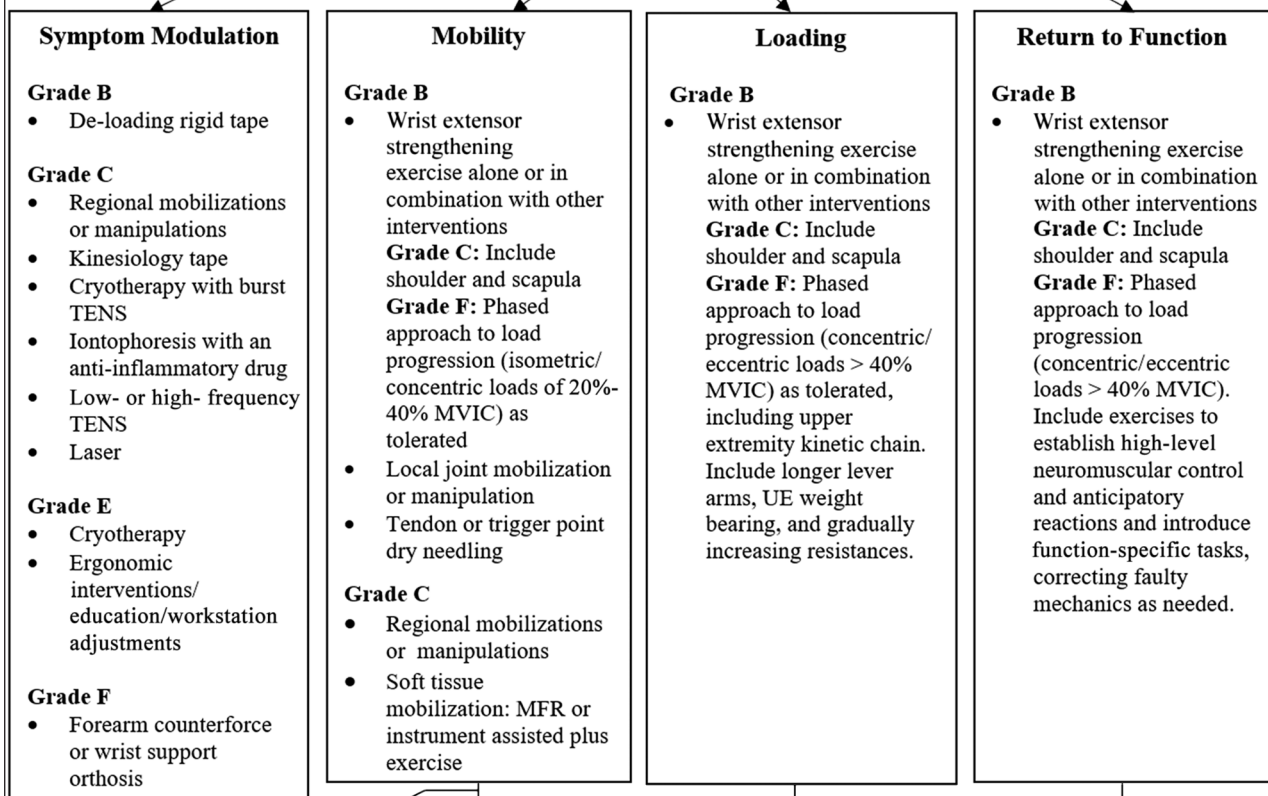 Symptom Modulation
Grade B
• De-loading rigid tape
Grade C
• Regional mobilizations
or manipulations
• Kinesiology tape
• Cryotherapy with burst
TENS
• Iontophoresis with an
anti-inflammatory drug
• Low- or high- frequency
TENS
• Laser
Grade E
• Cryotherapy
• Ergonomic
interventions/
education/workstation
adjustments
Grade F
• Forearm counterforce
or wrist support
orthosis
Mobility
Grade B
• Wrist extensor
strengthening
exercise alone or in
combination with other
interventions
Grade C: Include
shoulder and scapula
Grade F: Phased
approach to load
progression (isometric/
concentric loads of 20%-
40% MVIC) as
tolerated
• Local joint mobilization
or manipulation
• Tendon or trigger point
dry needling
Grade C
• Regional mobilizations
or manipulations
• Soft tissue
mobilization: MFR or
instrument assisted plus
exercise
Loading
Grade B
• Wrist extensor
strengthening exercise
alone or in combination
with other interventions
Grade C: Include
shoulder and scapula
Grade F: Phased
approach to load
progression (concentric/
eccentric loads > 40%
MVIC) as tolerated,
including upper
extremity kinetic chain.
Include longer lever
arms, UE weight
bearing, and gradually
increasing resistances.
Return to Function
Grade B
• Wrist extensor
strengthening exercise
alone or in combination
with other interventions
Grade C: Include
shoulder and scapula
Grade F: Phased
approach to load
progression
(concentric/eccentric
loads > 40% MVIC).
Include exercises to
establish high-level
neuromuscular control
and anticipatory
reactions and introduce
function-specific tasks,
correcting faulty
mechanics as needed.